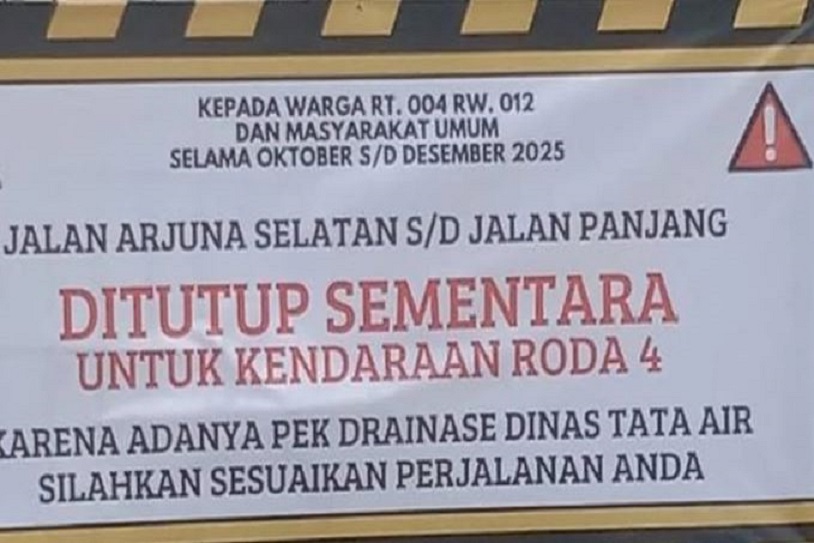 KEPADA WARGA RT. 004 RW. 012
DAN MASYARAKAT UMUM
SELAMA OKTOBER S/D DESEMBER 2025
JALAN ARJUNA SELATAN S/D JALAN PANJANG
DITUTUP SEMENTARA
UNTUK KENDARAAN RODA 4
KARENA ADANYA PEK DRAINASE DINAS TATA AIR
SILAHKAN SESUAIKAN PERJALANAN ANDA